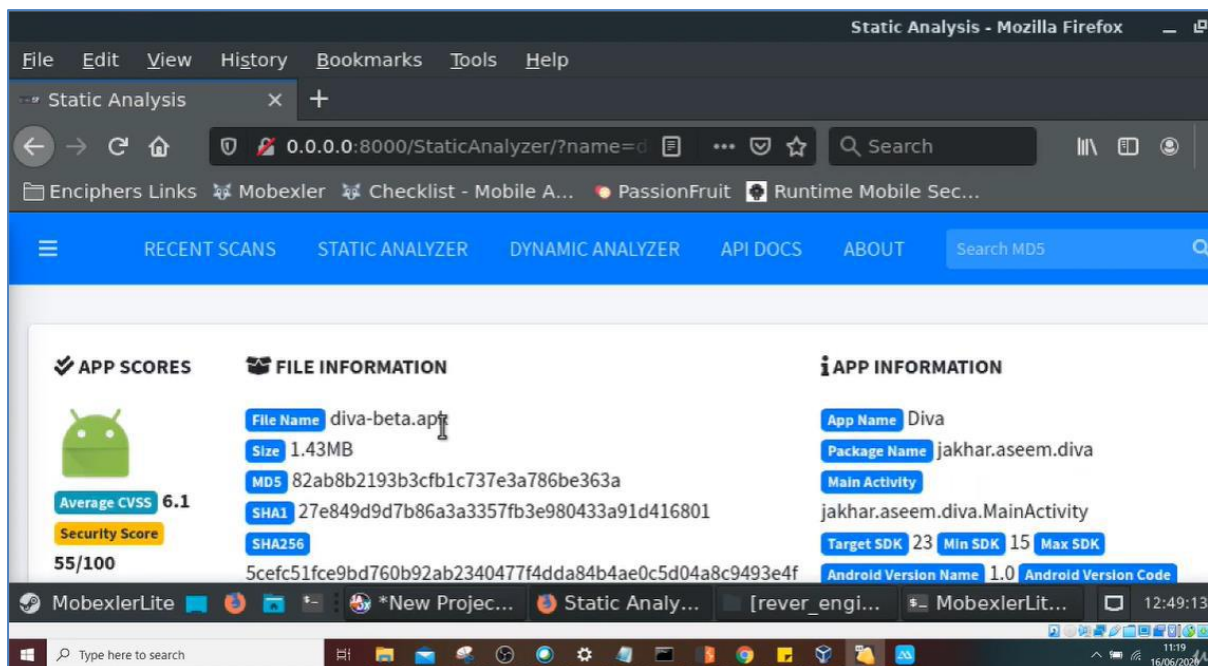 Static Analysis - Mozilla Firefox
File Edit View History Bookmarks Tools Help
Static Analysis
0.0.0.0:8000/StaticAnalyzer/?name=d
Search
Enciphers Links Mobexler Checklist - Mobile A... PassionFruit Runtime Mobile Sec...
RECENT SCANS STATIC ANALYZER DYNAMIC ANALYZER API DOCS ABOUT Search MD5
APP SCORES
Average CVSS 6.1
Security Score
55/100
FILE INFORMATION
File Name diva-beta.apk
Size 1.43MB
MD5 82ab8b2193b3cfb1c737e3a786be363a
SHA1 27e849d9d7b86a3a3357fb3e980433a91d416801
SHA256
5cefc51fce9bd760b92ab2340477f4dda84b4ae0c5d04a8c9493e4f
APP INFORMATION
App Name Diva
Package Name jakhar.aseem.diva
Main Activity
jakhar.aseem.diva.MainActivity
Target SDK 23 Min SDK 15 Max SDK
Android Version Name 1.0 Android Version Code
MobexlerLite *New Projec... Static Analy... [rever_engi... MobexlerLit... 12:49:13
Type here to search
11:19
16/06/2020